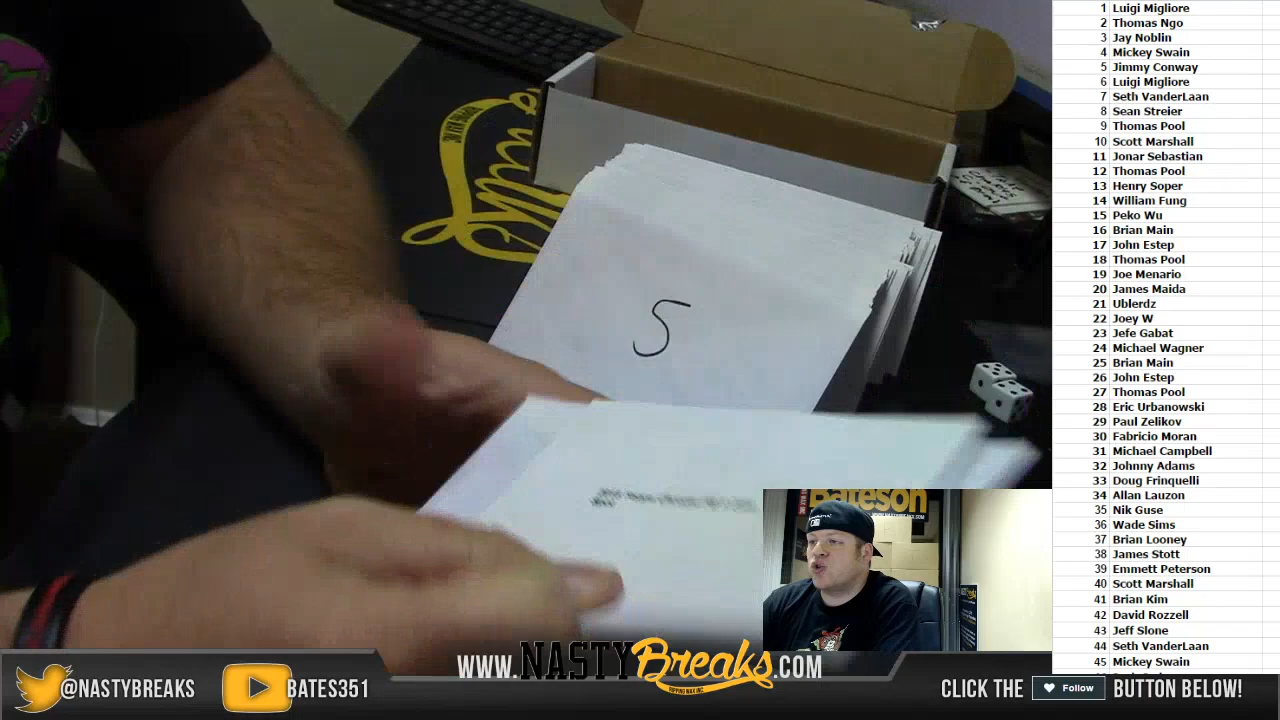 1 Luigi Migliore
2 Thomas Ngo
3 Jay Noblin
4 Mickey Swain
5 Jimmy Conway
6 Luigi Migliore
7 Seth VanderLaan
8 Sean Streier
9 Thomas Pool
10 Scott Marshall
11 Jonar Sebastian
12 Thomas Pool
13 Henry Soper
14 William Fung
15 Peko Wu
16 Brian Main
17 John Estep
18 Thomas Pool
19 Joe Menario
20 James Maida
21 Ublerdz
22 Joey W
23 Jefe Gabat
24 Michael Wagner
25 Brian Main
26 John Estep
27 Thomas Pool
28 Eric Urbanowski
29 Paul Zelikov
30 Fabricio Moran
31 Michael Campbell
32 Johnny Adams
33 Doug Frinquelli
34 Allan Lauzon
35 Nik Guse
36 Wade Sims
37 Brian Looney
38 James Stott
39 Emmett Peterson
40 Scott Marshall
41 Brian Kim
42 David Rozzell
43 Jeff Slone
44 Seth VanderLaan
45 Mickey Swain
5
Bateson
WWW.NASTYBreaks.COM
RIPPING WAX INC.
@NASTYBREAKS
BATES351
CLICK THE Follow BUTTON BELOW!